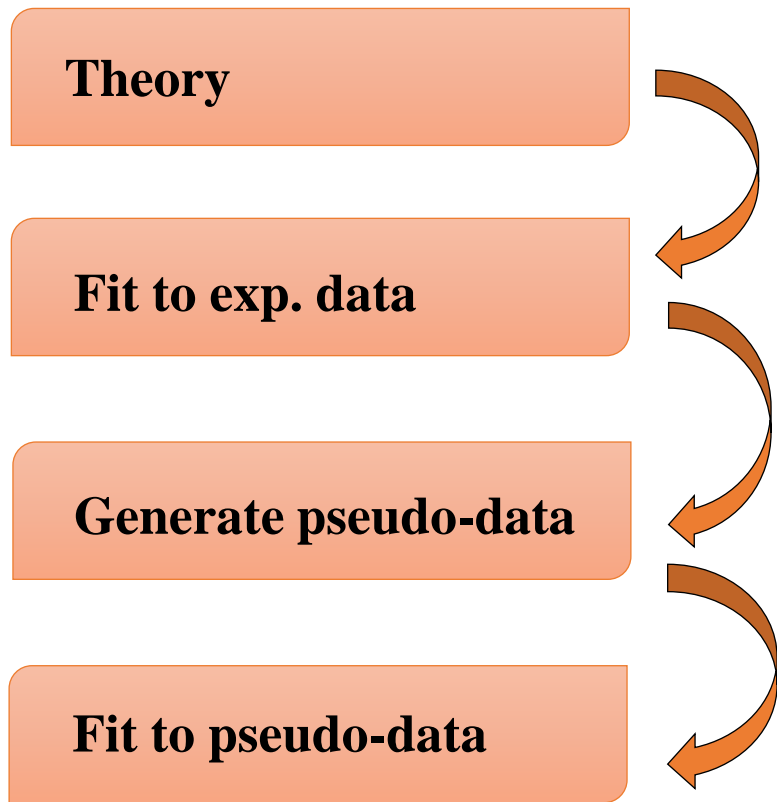 Theory
Fit to exp. data
Generate pseudo-data
Fit to pseudo-data